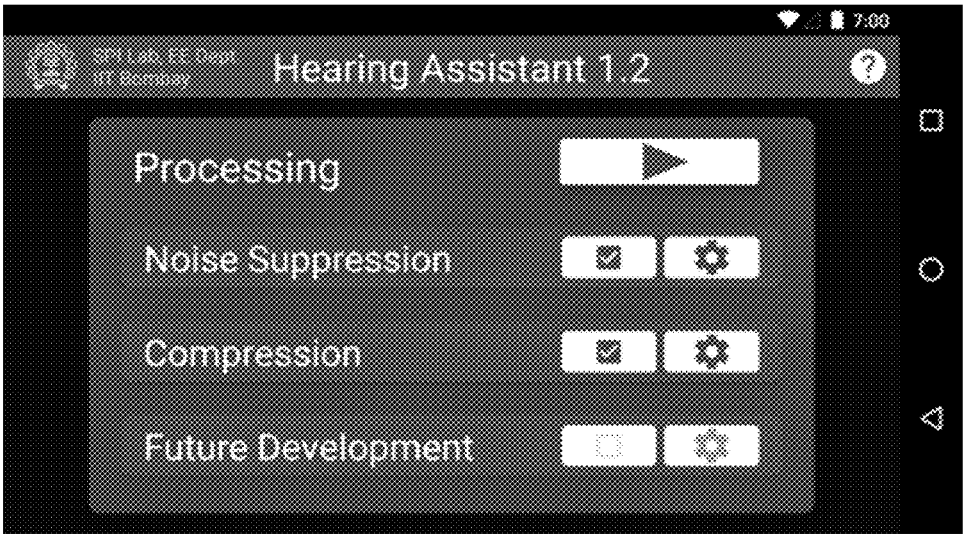 7:00
SPI Lab, EE Dept
IIT Bombay
Hearing Assistant 1.2
?
Processing
Noise Suppression
Compression
Future Development